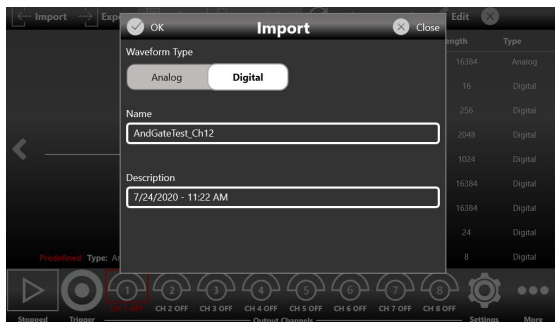 Import
Exp
OK
Import
Close
Edit
Waveform Type
ength
Type
Analog
Digital
16384
Analog
16
Digital
Name
256
Digital
AndGateTest_Ch12
2048
Digital
1024
Digital
Description
16384
Digital
7/24/2020 - 11:22 AM
16384
Digital
24
Digital
Predefined Type: Ar
8
Digital
1 2 3 4 5 6 7 8
CH 1 OFF CH 2 OFF CH 3 OFF CH 4 OFF CH 5 OFF CH 6 OFF CH 7 OFF CH 8 OFF
Stopped Trigger Output Channels Settings More